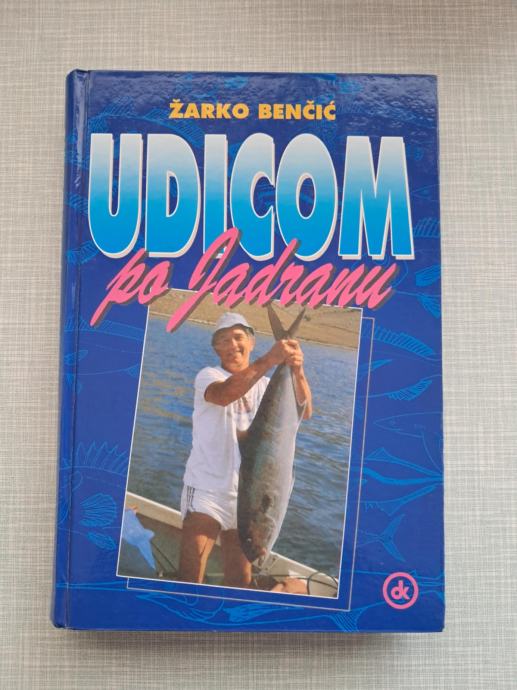 ŽARKO BENČIĆ
UDICOM
po Jadranu
dk